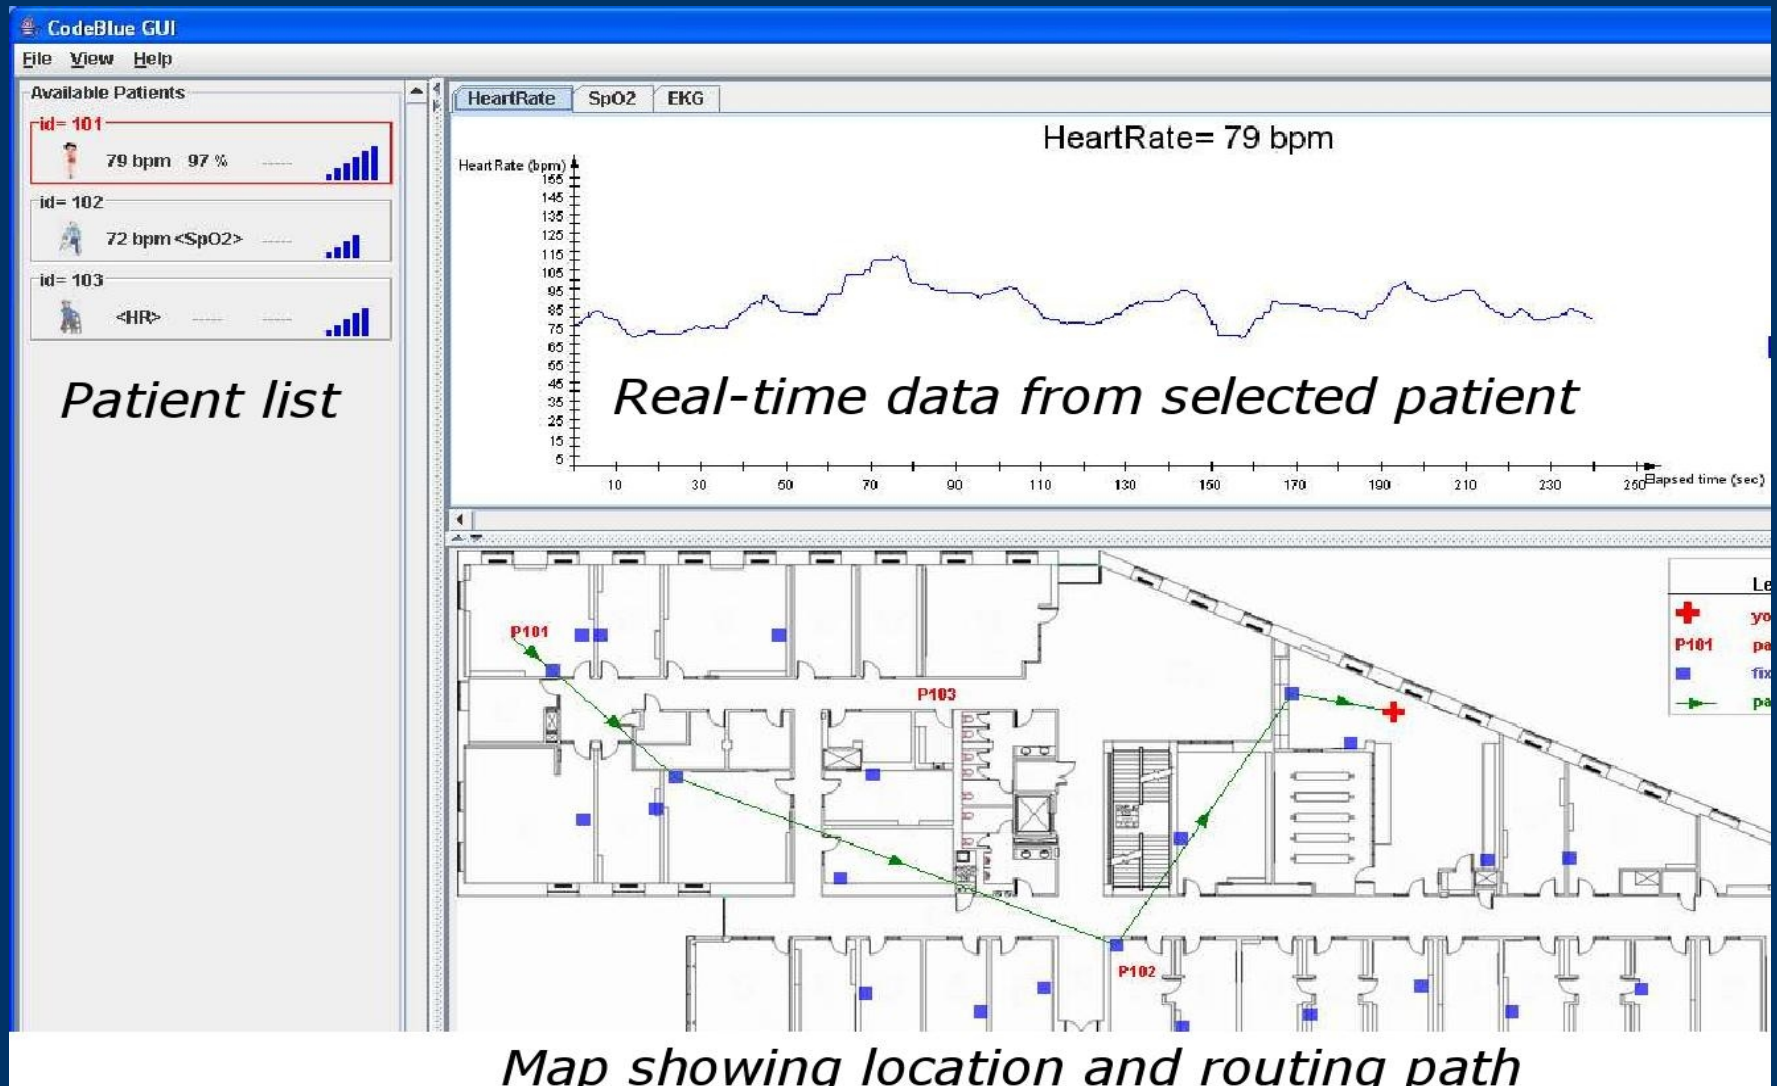 CodeBlue GUI
File View Help
Available Patients
id= 101
79 bpm 97 % -----
id= 102
72 bpm <SpO2> -----
id= 103
<HR> ----- -----
Patient list
HeartRate SpO2 EKG
HeartRate= 79 bpm
Heart Rate (bpm)
155
145
135
125
115
105
95
85
75
65
55
45
35
25
15
5
10 30 50 70 90 110 130 150 170 190 210 230 250
Elapsed time (sec)
Real-time data from selected patient
P101
P103
P102
Le
yo
P101 pa
fix
pa
Map showing location and routing path